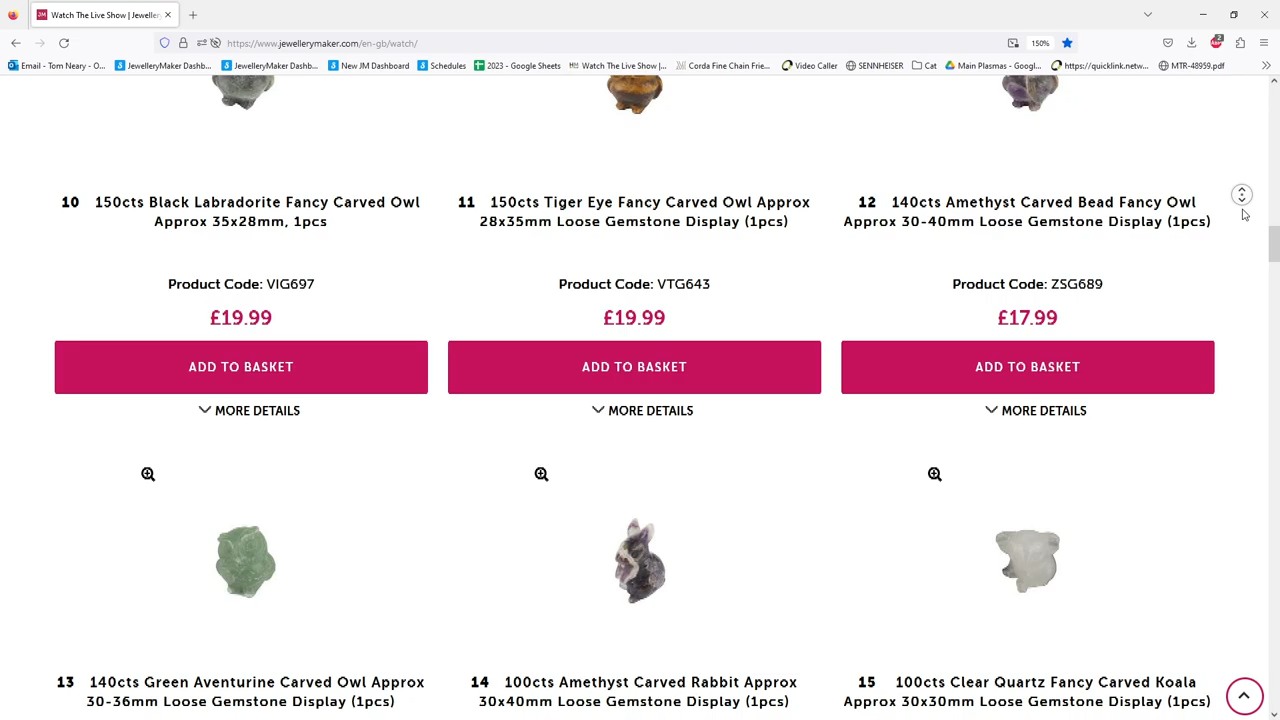 Watch The Live Show | Jeweller
https://www.jewellerymaker.com/en-gb/watch/
150%
2
Email - Tom Neary - O...
JewelleryMaker Dashb...
JewelleryMaker Dashb...
New JM Dashboard
Schedules
2023 - Google Sheets
Watch The Live Show |...
Corda Fine Chain Frie...
Video Caller
SENNHEISER
Cat
Main Plasmas - Googl...
https://quicklink.netw...
MTR-48959.pdf
10 150cts Black Labradorite Fancy Carved Owl
Approx 35x28mm, 1pcs
Product Code: VIG697
£19.99
ADD TO BASKET
MORE DETAILS
11 150cts Tiger Eye Fancy Carved Owl Approx
28x35mm Loose Gemstone Display (1pcs)
Product Code: VTG643
£19.99
ADD TO BASKET
MORE DETAILS
12 140cts Amethyst Carved Bead Fancy Owl
Approx 30-40mm Loose Gemstone Display (1pcs)
Product Code: ZSG689
£17.99
ADD TO BASKET
MORE DETAILS
13 140cts Green Aventurine Carved Owl Approx
30-36mm Loose Gemstone Display (1pcs)
14 100cts Amethyst Carved Rabbit Approx
30x40mm Loose Gemstone Display (1pcs)
15 100cts Clear Quartz Fancy Carved Koala
Approx 30x30mm Loose Gemstone Display (1pcs)